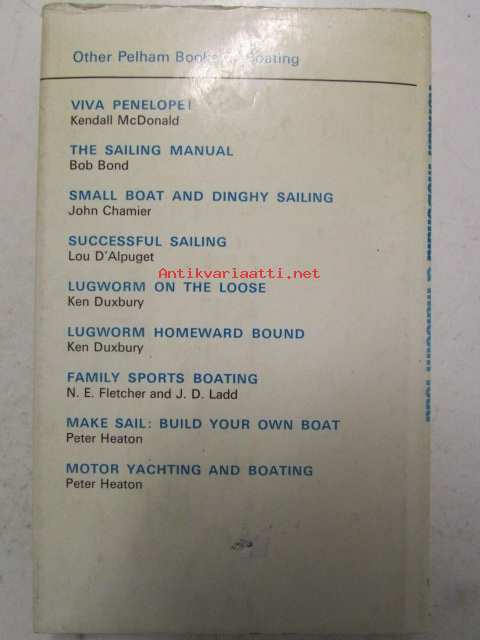 Other Pelham Books Boating
VIVA PENELOPE!
Kendall McDonald
THE SAILING MANUAL
Bob Bond
SMALL BOAT AND DINGHY SAILING
John Chamier
SUCCESSFUL SAILING
Lou D'Alpuget
Antikvariaatti.net
LUGWORM ON THE LOOSE
Ken Duxbury
LUGWORM HOMEWARD BOUND
Ken Duxbury
FAMILY SPORTS BOATING
N. E. Fletcher and J. D. Ladd
MAKE SAIL: BUILD YOUR OWN BOAT
Peter Heaton
MOTOR YACHTING AND BOATING
Peter Heaton